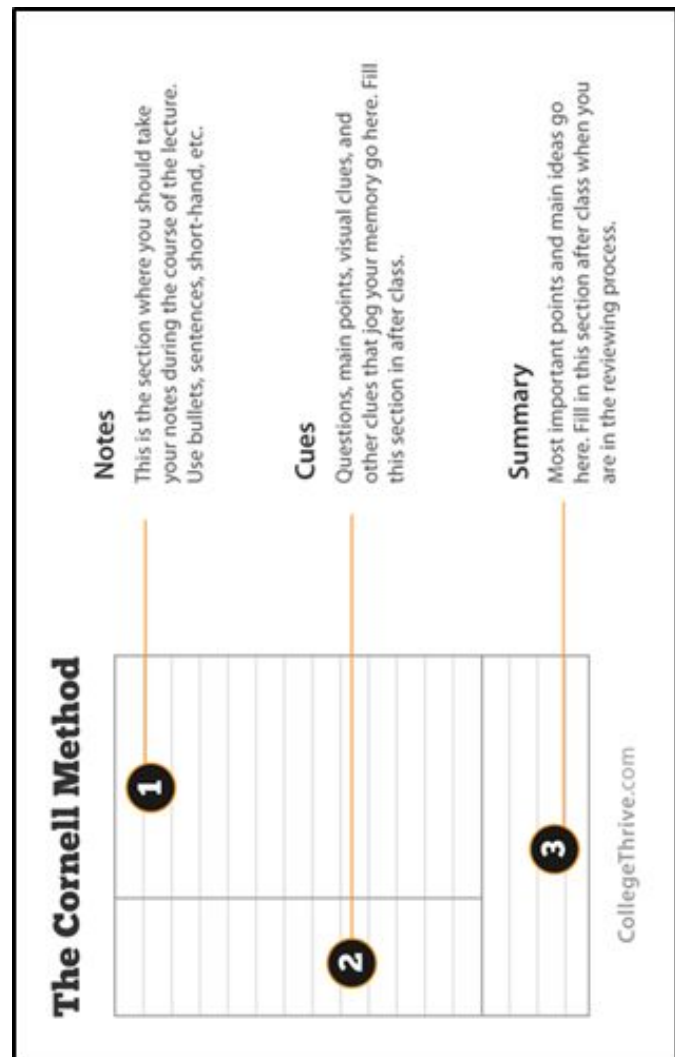 The Cornell Method
1
Notes
This is the section where you should take
your notes during the course of the lecture.
Use bullets, sentences, short-hand, etc.
2
Cues
Questions, main points, visual clues, and
other clues that jog your memory go here. Fill
this section in after class.
3
Summary
Most important points and main ideas go
here. Fill in this section after class when you
are in the reviewing process.
CollegeThrive.com